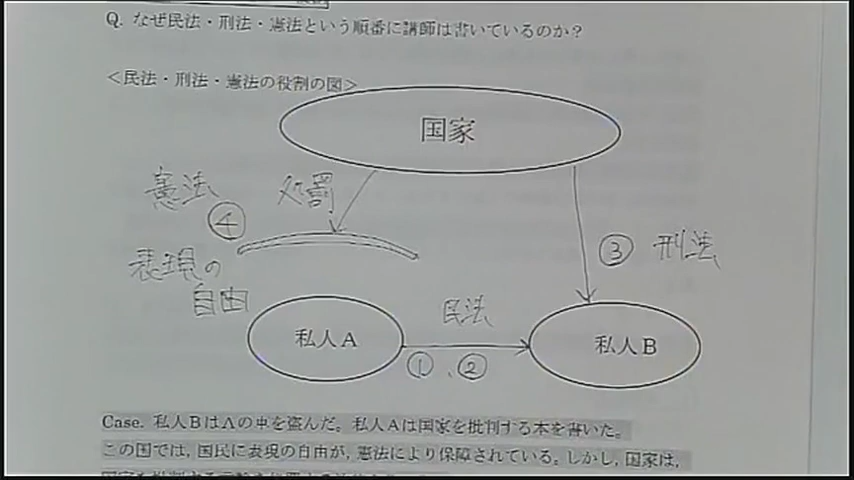 Q. なぜ民法・刑法・憲法という順番に講師は書いているのか？
＜民法・刑法・憲法の役割の図＞
国家
憲法
処罰
④
表現の
自由
③ 刑法
民法
私人A
①、②
私人B
Case. 私人BはAの車を盗んだ。私人Aは国家を批判する本を書いた。
この国では，国民に表現の自由が，憲法により保障されている。しかし，国家は，